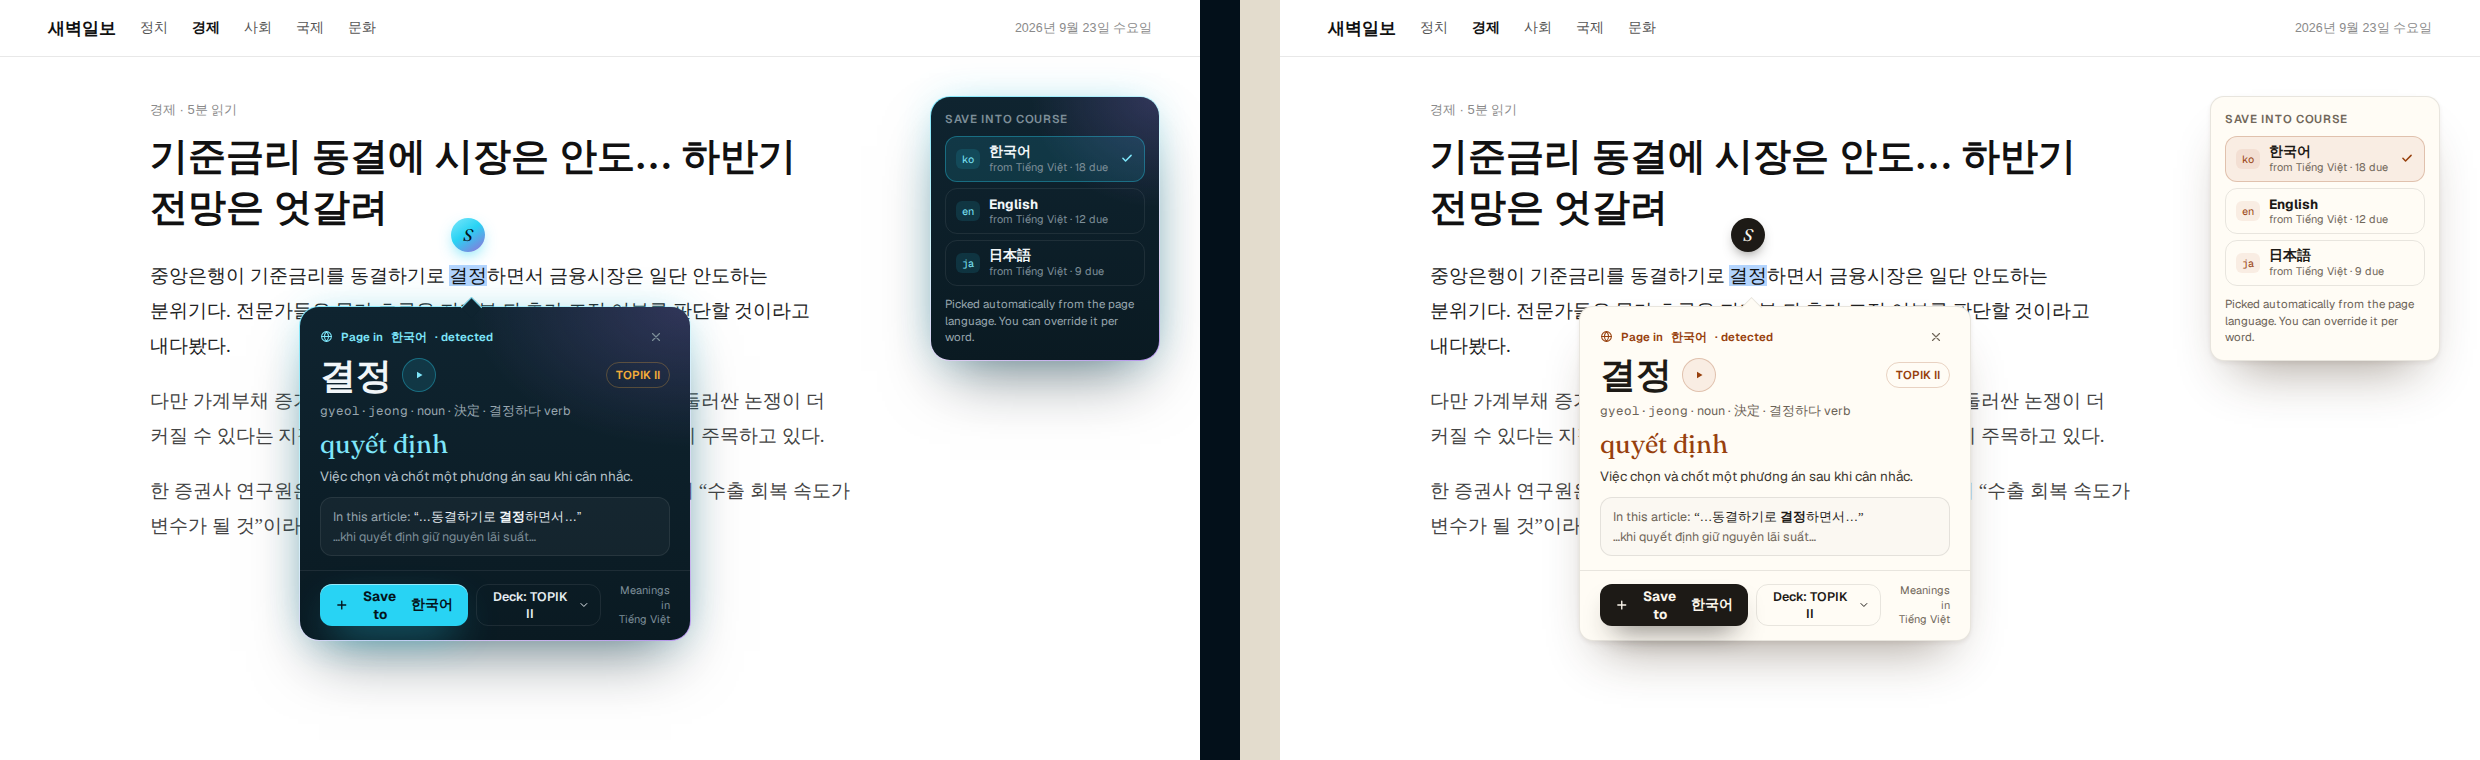 새벽일보 정치 경제 사회 국제 문화 2026년 9월 23일 수요일
경제 · 5분 읽기
기준금리 동결에 시장은 안도… 하반기
전망은 엇갈려
S
중앙은행이 기준금리를 동결하기로 결정하면서 금융시장은 일단 안도하는
분위기다. 전문가들은 판단할 것이라고
내다봤다.
다만 가계부채 증가 둘러싼 논쟁이 더
커질 수 있다는 지 주목하고 있다.
한 증권사 연구원은 “수출 회복 속도가
변수가 될 것”이라
Page in 한국어 · detected
결정
TOPIK II
gyeol·jeong · noun · 決定 · 결정하다 verb
quyết định
Việc chọn và chốt một phương án sau khi cân nhắc.
In this article: “…동결하기로 결정하면서…”
…khi quyết định giữ nguyên lãi suất…
+ Save to 한국어
Deck: TOPIK II
Meanings in Tiếng Việt
SAVE INTO COURSE
ko 한국어
from Tiếng Việt · 18 due
en English
from Tiếng Việt · 12 due
ja 日本語
from Tiếng Việt · 9 due
Picked automatically from the page
language. You can override it per
word.
새벽일보 정치 경제 사회 국제 문화 2026년 9월 23일 수요일
경제 · 5분 읽기
기준금리 동결에 시장은 안도… 하반기
전망은 엇갈려
S
중앙은행이 기준금리를 동결하기로 결정하면서 금융시장은 일단 안도하는
분위기다. 전문가들은 판단할 것이라고
내다봤다.
다만 가계부채 증가 둘러싼 논쟁이 더
커질 수 있다는 지 주목하고 있다.
한 증권사 연구원은 “수출 회복 속도가
변수가 될 것”이라
Page in 한국어 · detected
결정
TOPIK II
gyeol·jeong · noun · 決定 · 결정하다 verb
quyết định
Việc chọn và chốt một phương án sau khi cân nhắc.
In this article: “…동결하기로 결정하면서…”
…khi quyết định giữ nguyên lãi suất…
+ Save to 한국어
Deck: TOPIK II
Meanings in Tiếng Việt
SAVE INTO COURSE
ko 한국어
from Tiếng Việt · 18 due
en English
from Tiếng Việt · 12 due
ja 日本語
from Tiếng Việt · 9 due
Picked automatically from the page
language. You can override it per
word.